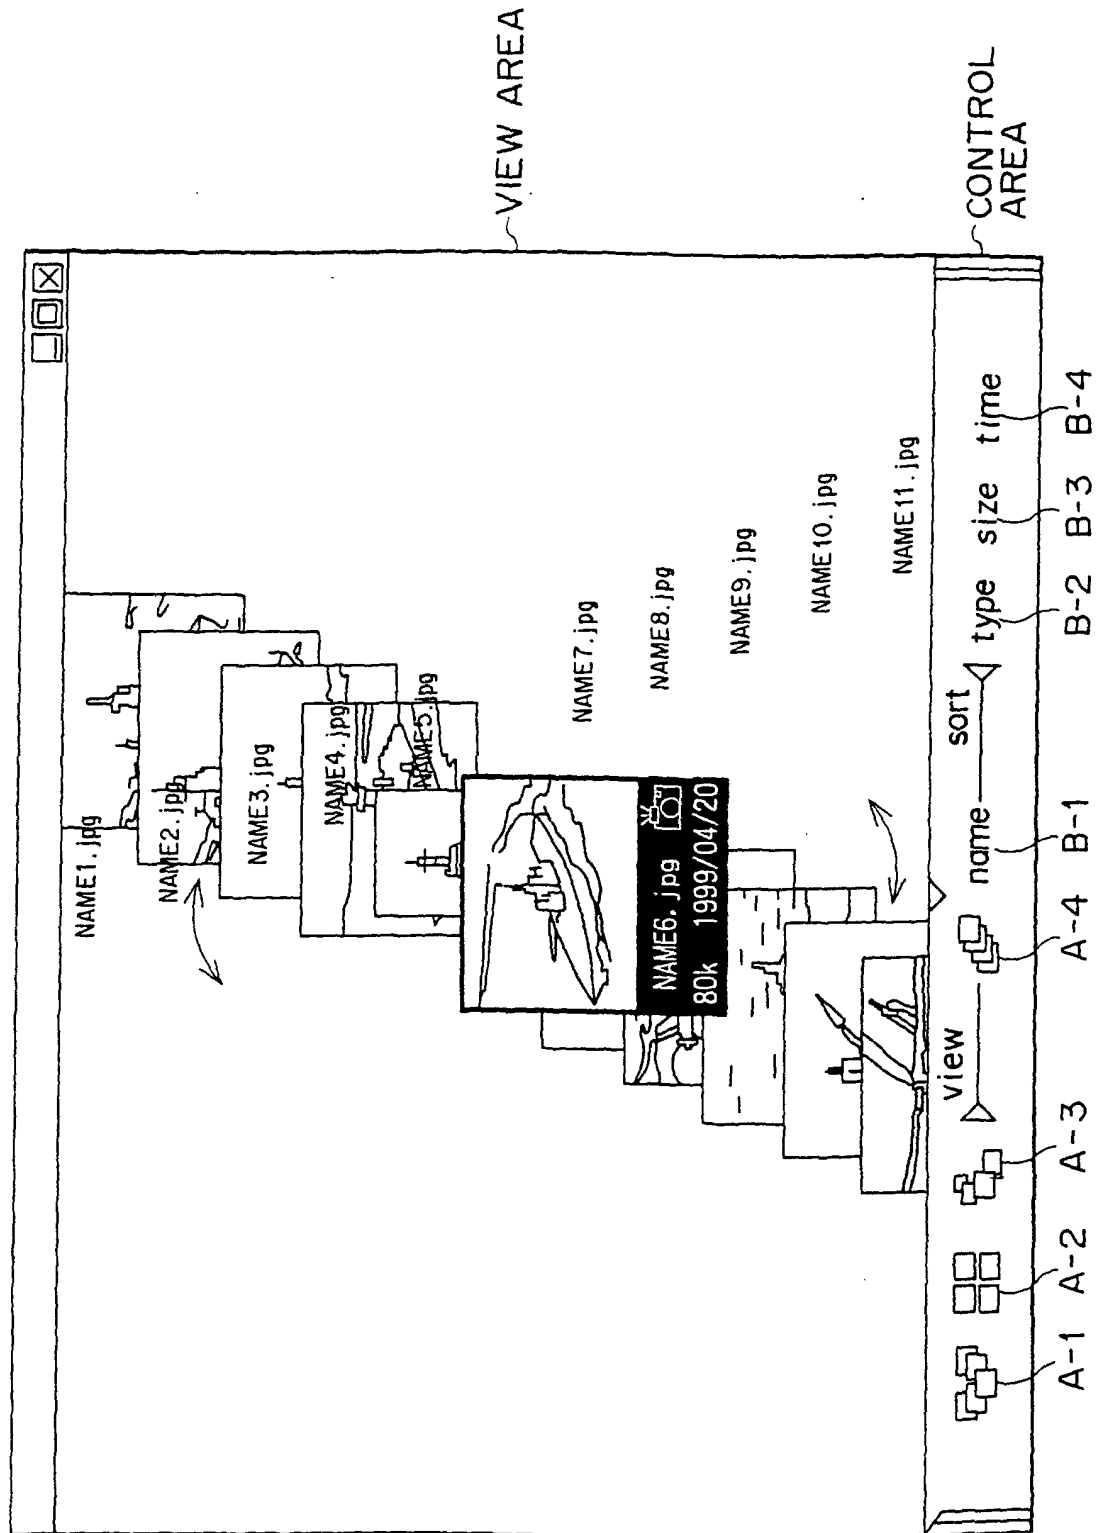 VIEW AREA
NAME1.jpg
NAME2.jpg
NAME3.jpg
NAME4.jpg
NAME5.jpg
NAME6.jpg
80k 1999/04/20
NAME7.jpg
NAME8.jpg
NAME9.jpg
NAME10.jpg
NAME11.jpg
view
sort
name type size time
CONTROL
AREA
A-1 A-2 A-3 A-4 B-1 B-2 B-3 B-4